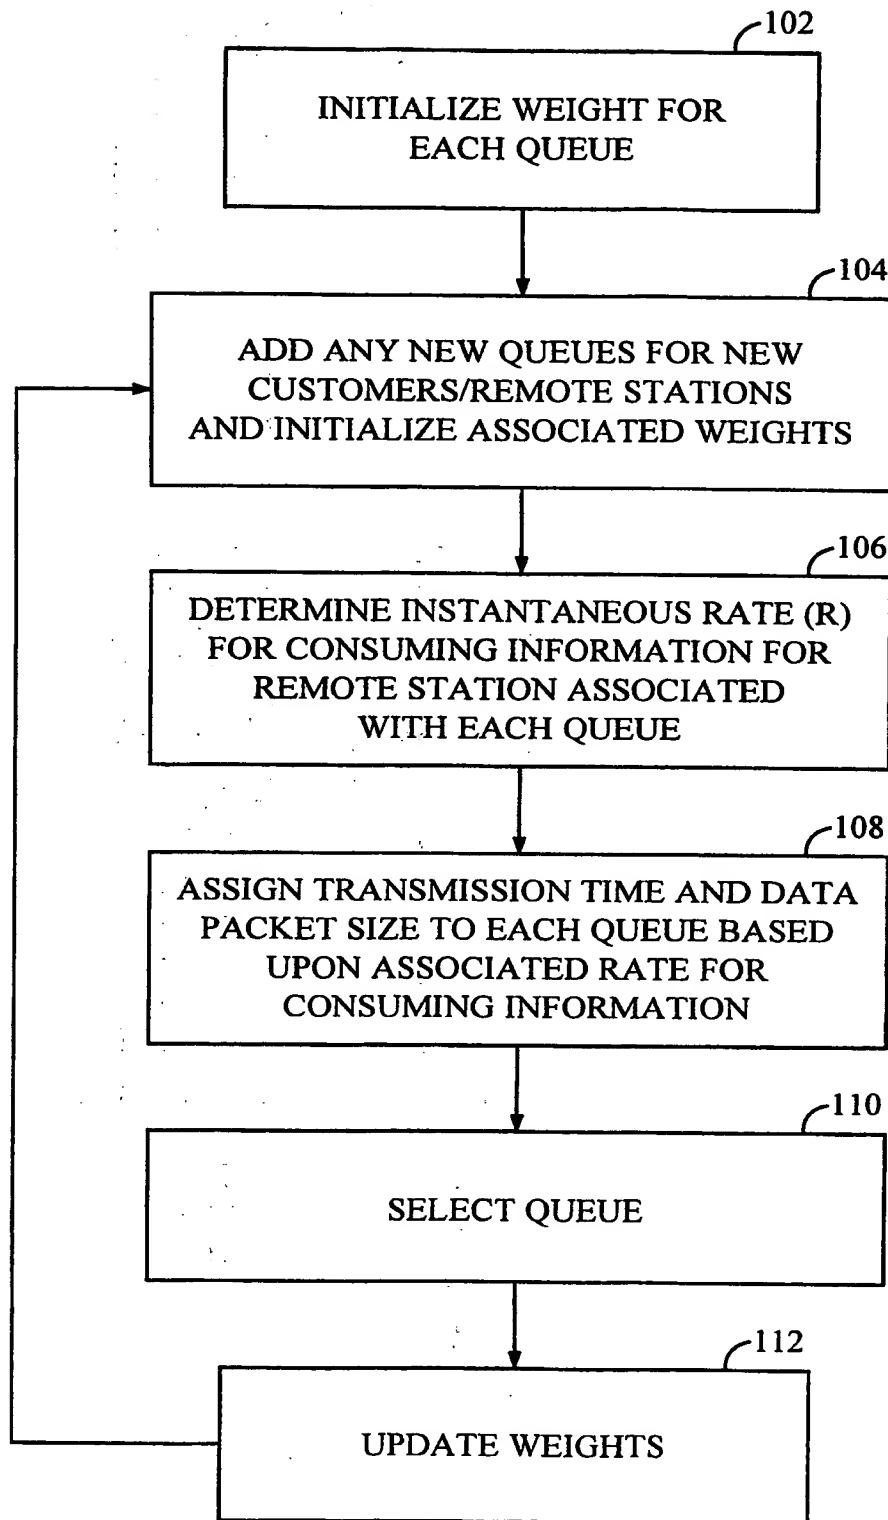 102
INITIALIZE WEIGHT FOR
EACH QUEUE
104
ADD ANY NEW QUEUES FOR NEW
CUSTOMERS/REMOTE STATIONS
AND INITIALIZE ASSOCIATED WEIGHTS
106
DETERMINE INSTANTANEOUS RATE (R)
FOR CONSUMING INFORMATION FOR
REMOTE STATION ASSOCIATED
WITH EACH QUEUE
108
ASSIGN TRANSMISSION TIME AND DATA
PACKET SIZE TO EACH QUEUE BASED
UPON ASSOCIATED RATE FOR
CONSUMING INFORMATION
110
SELECT QUEUE
112
UPDATE WEIGHTS